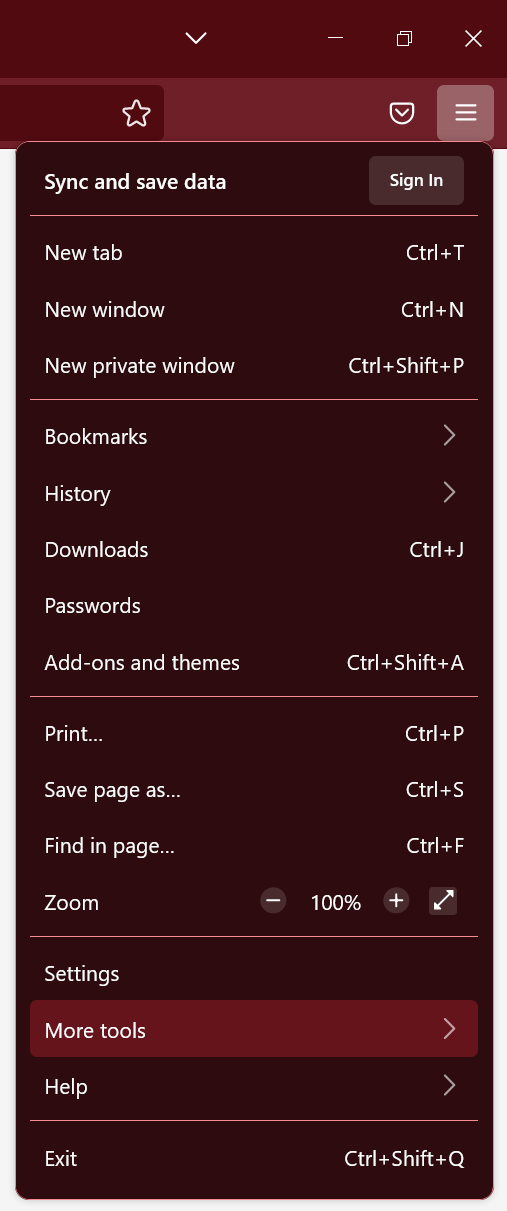 Sync and save data Sign In
New tab Ctrl+T
New window Ctrl+N
New private window Ctrl+Shift+P
Bookmarks
History
Downloads Ctrl+J
Passwords
Add-ons and themes Ctrl+Shift+A
Print... Ctrl+P
Save page as... Ctrl+S
Find in page... Ctrl+F
Zoom 100%
Settings
More tools
Help
Exit Ctrl+Shift+Q